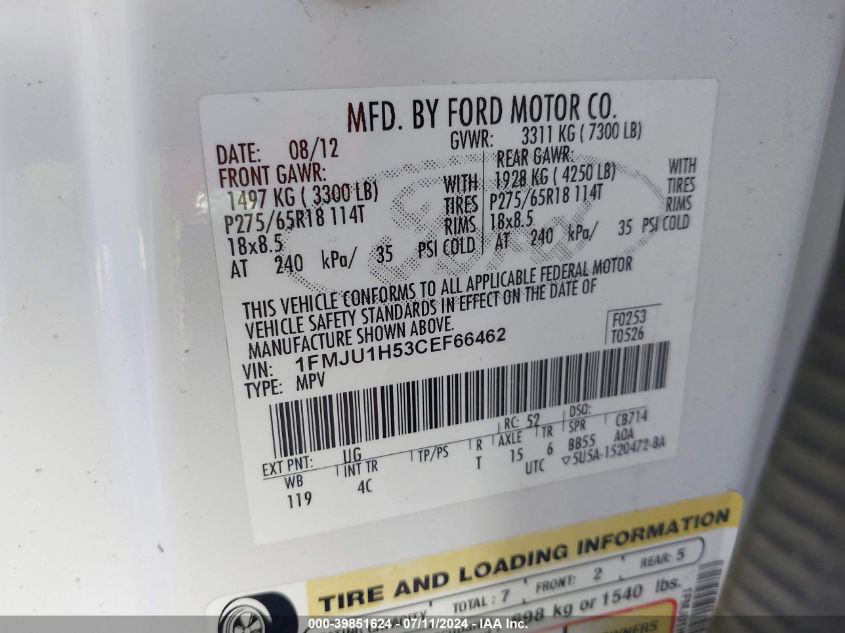 MFD. BY FORD MOTOR CO.
DATE: 08/12 GVWR: 3311 KG ( 7300 LB)
FRONT GAWR: REAR GAWR:
1497 KG ( 3300 LB) WITH 1928 KG ( 4250 LB) WITH
P275/65R18 114T TIRES P275/65R18 114T TIRES
18x8.5 RIMS 18x8.5 RIMS
AT 240 kPa/ 35 PSI COLD AT 240 kPa/ 35 PSI COLD
THIS VEHICLE CONFORMS TO ALL APPLICABLE FEDERAL MOTOR
VEHICLE SAFETY STANDARDS IN EFFECT ON THE DATE OF
MANUFACTURE SHOWN ABOVE.
VIN: 1FMJU1H53CEF66462
TYPE: MPV
F0253
T0526
EXT PNT: UG RC: 52 DSO:
WB INT TR TP/PS R AXLE TR SPR CB714
119 4C T 15 6 BB55 AOA
UTC ▽5U5A-1520472-BA
TIRE AND LOADING INFORMATION
TOTAL : 7 FRONT: 2 REAR: 5
698 kg or 1540 lbs.
000-39851624 - 07/11/2024 - IAA Inc.